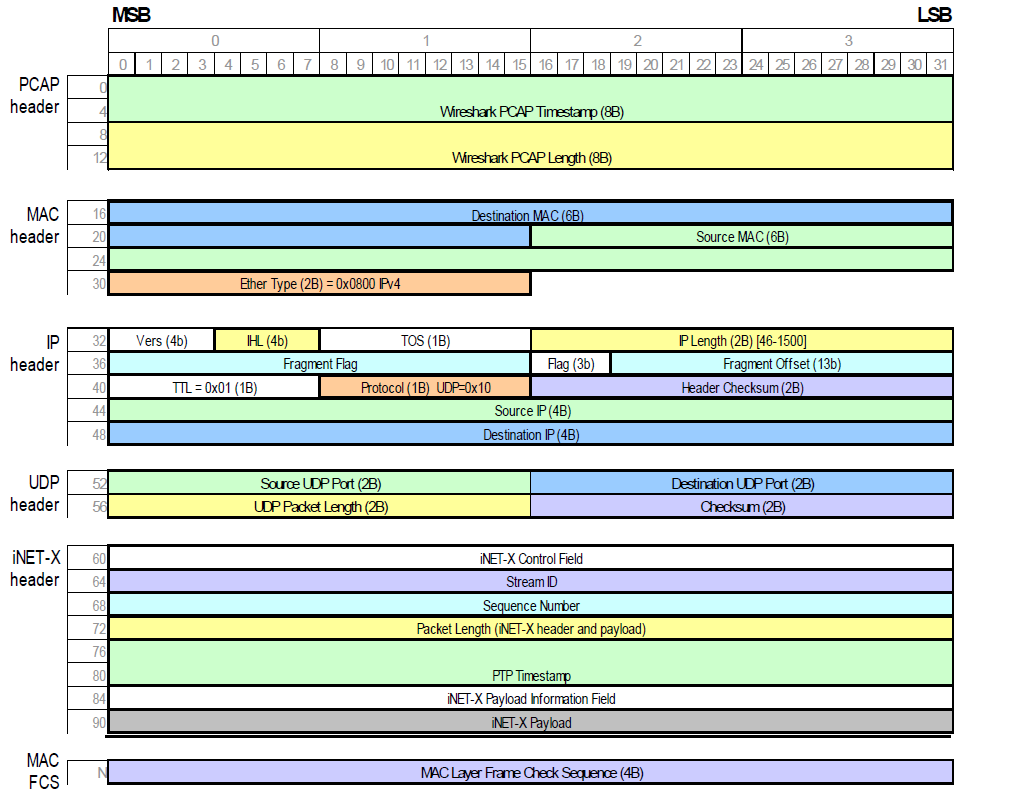 MSB LSB
0 1 2 3
0 1 2 3 4 5 6 7 8 9 10 11 12 13 14 15 16 17 18 19 20 21 22 23 24 25 26 27 28 29 30 31
PCAP header
0
4 Wireshark PCAP Timestamp (8B)
8
12 Wireshark PCAP Length (8B)
MAC header
16 Destination MAC (6B)
20 Source MAC (6B)
24
30 Ether Type (2B) = 0x0800 IPv4
IP header
32 Vers (4b) IHL (4b) TOS (1B) IP Length (2B) [46-1500]
36 Fragment Flag Flag (3b) Fragment Offset (13b)
40 TTL = 0x01 (1B) Protocol (1B) UDP=0x10 Header Checksum (2B)
44 Source IP (4B)
48 Destination IP (4B)
UDP header
52 Source UDP Port (2B) Destination UDP Port (2B)
56 UDP Packet Length (2B) Checksum (2B)
iNET-X header
60 iNET-X Control Field
64 Stream ID
68 Sequence Number
72 Packet Length (iNET-X header and payload)
76
80 PTP Timestamp
84 iNET-X Payload Information Field
90 iNET-X Payload
MAC FCS
N MAC Layer Frame Check Sequence (4B)